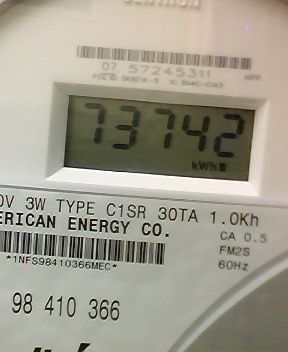 07 57245311
73742
kWh
0V 3W TYPE C1SR 30TA 1.0Kh
ERICAN ENERGY CO.
CA 0.5
FM2S
*1NFS98410366MEC*
60Hz
98 410 366